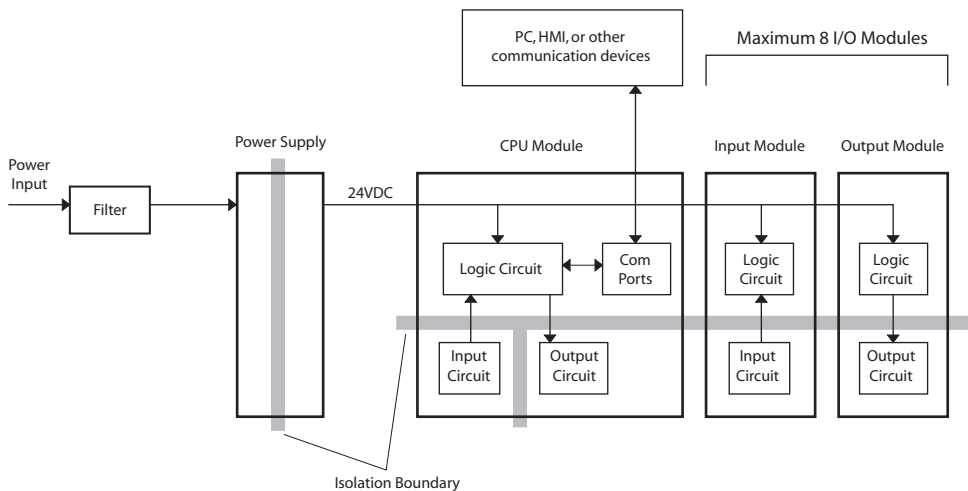 PC, HMI, or other
communication devices
Maximum 8 I/O Modules
Power Supply
CPU Module
Input Module
Output Module
Power
Input
Filter
24VDC
Logic Circuit
Com
Ports
Logic
Circuit
Logic
Circuit
Input
Circuit
Output
Circuit
Input
Circuit
Output
Circuit
Isolation Boundary